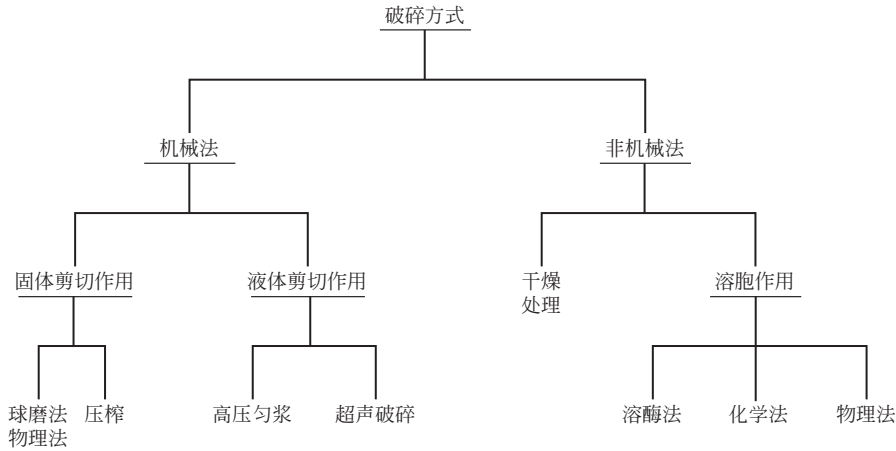 破碎方式
机械法
非机械法
固体剪切作用
液体剪切作用
干燥
处理
溶胞作用
球磨法
物理法
压榨
高压匀浆
超声破碎
溶酶法
化学法
物理法